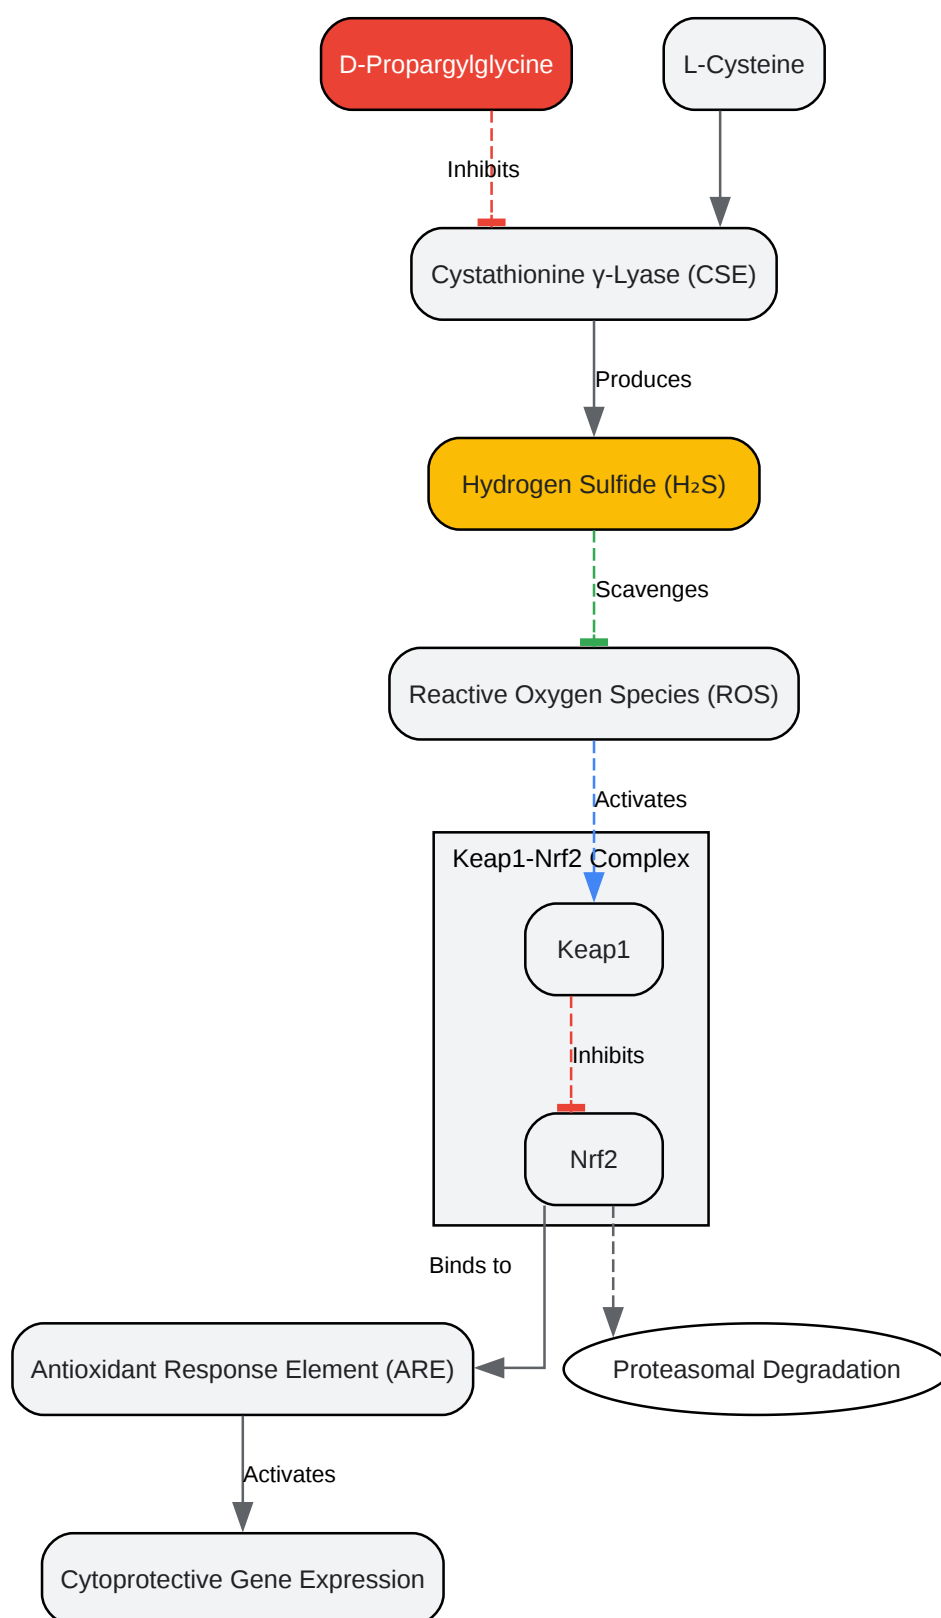 D-Propargylglycine
L-Cysteine
Inhibits
Cystathionine γ-Lyase (CSE)
Produces
Hydrogen Sulfide (H₂S)
Scavenges
Reactive Oxygen Species (ROS)
Activates
Keap1-Nrf2 Complex
Keap1
Inhibits
Nrf2
Binds to
Antioxidant Response Element (ARE)
Proteasomal Degradation
Activates
Cytoprotective Gene Expression